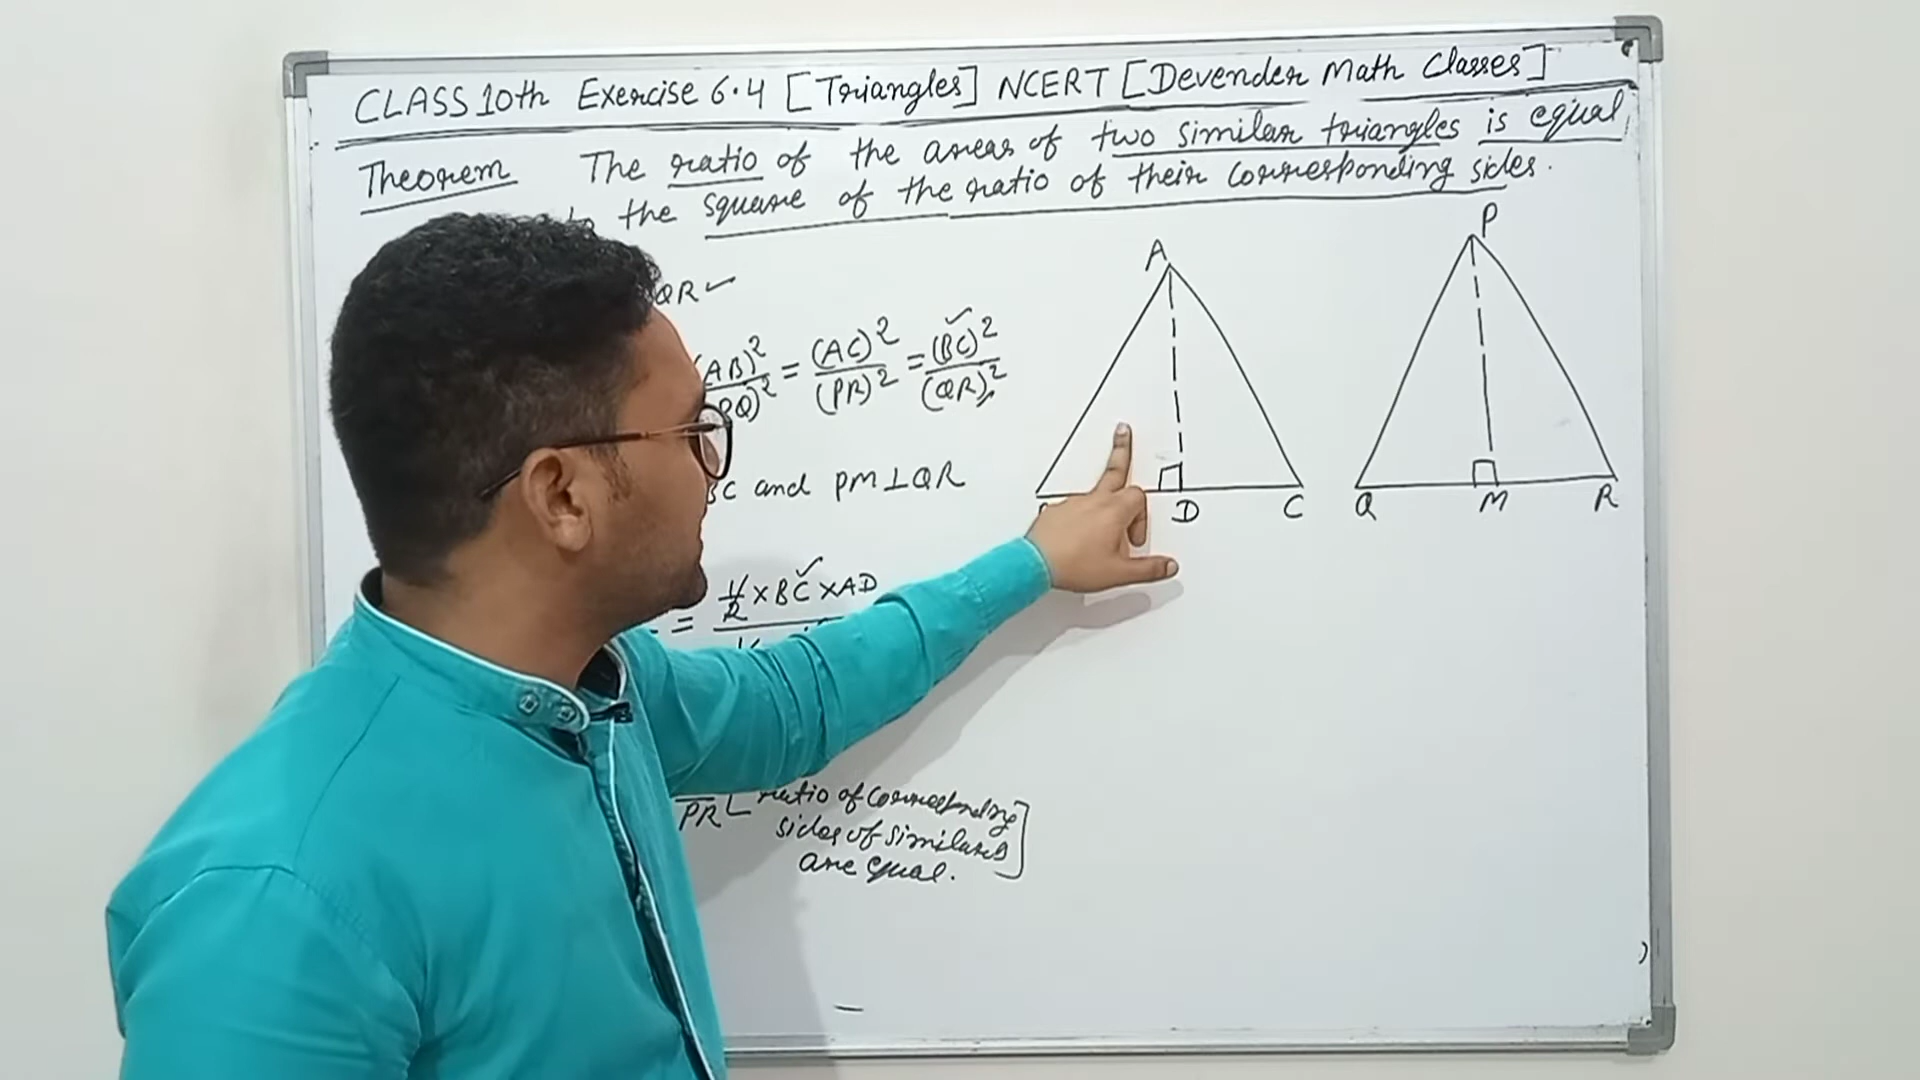 CLASS 10th Exercise 6.4 [Triangles] NCERT [Devender Math Classes]
Theorem The ratio of the areas of two similar triangles is equal
to the square of the ratio of their corresponding sides.
QR ✓
(AB)² = (AC)² = (BC)² ✓
PQ)² (PR)² (QR)²
BC and PM⊥QR
A
D C
P
Q M R
= 1/2 × BC ✓ × AD
PR [ratio of corresponding
sides of similar Δs
are equal.]